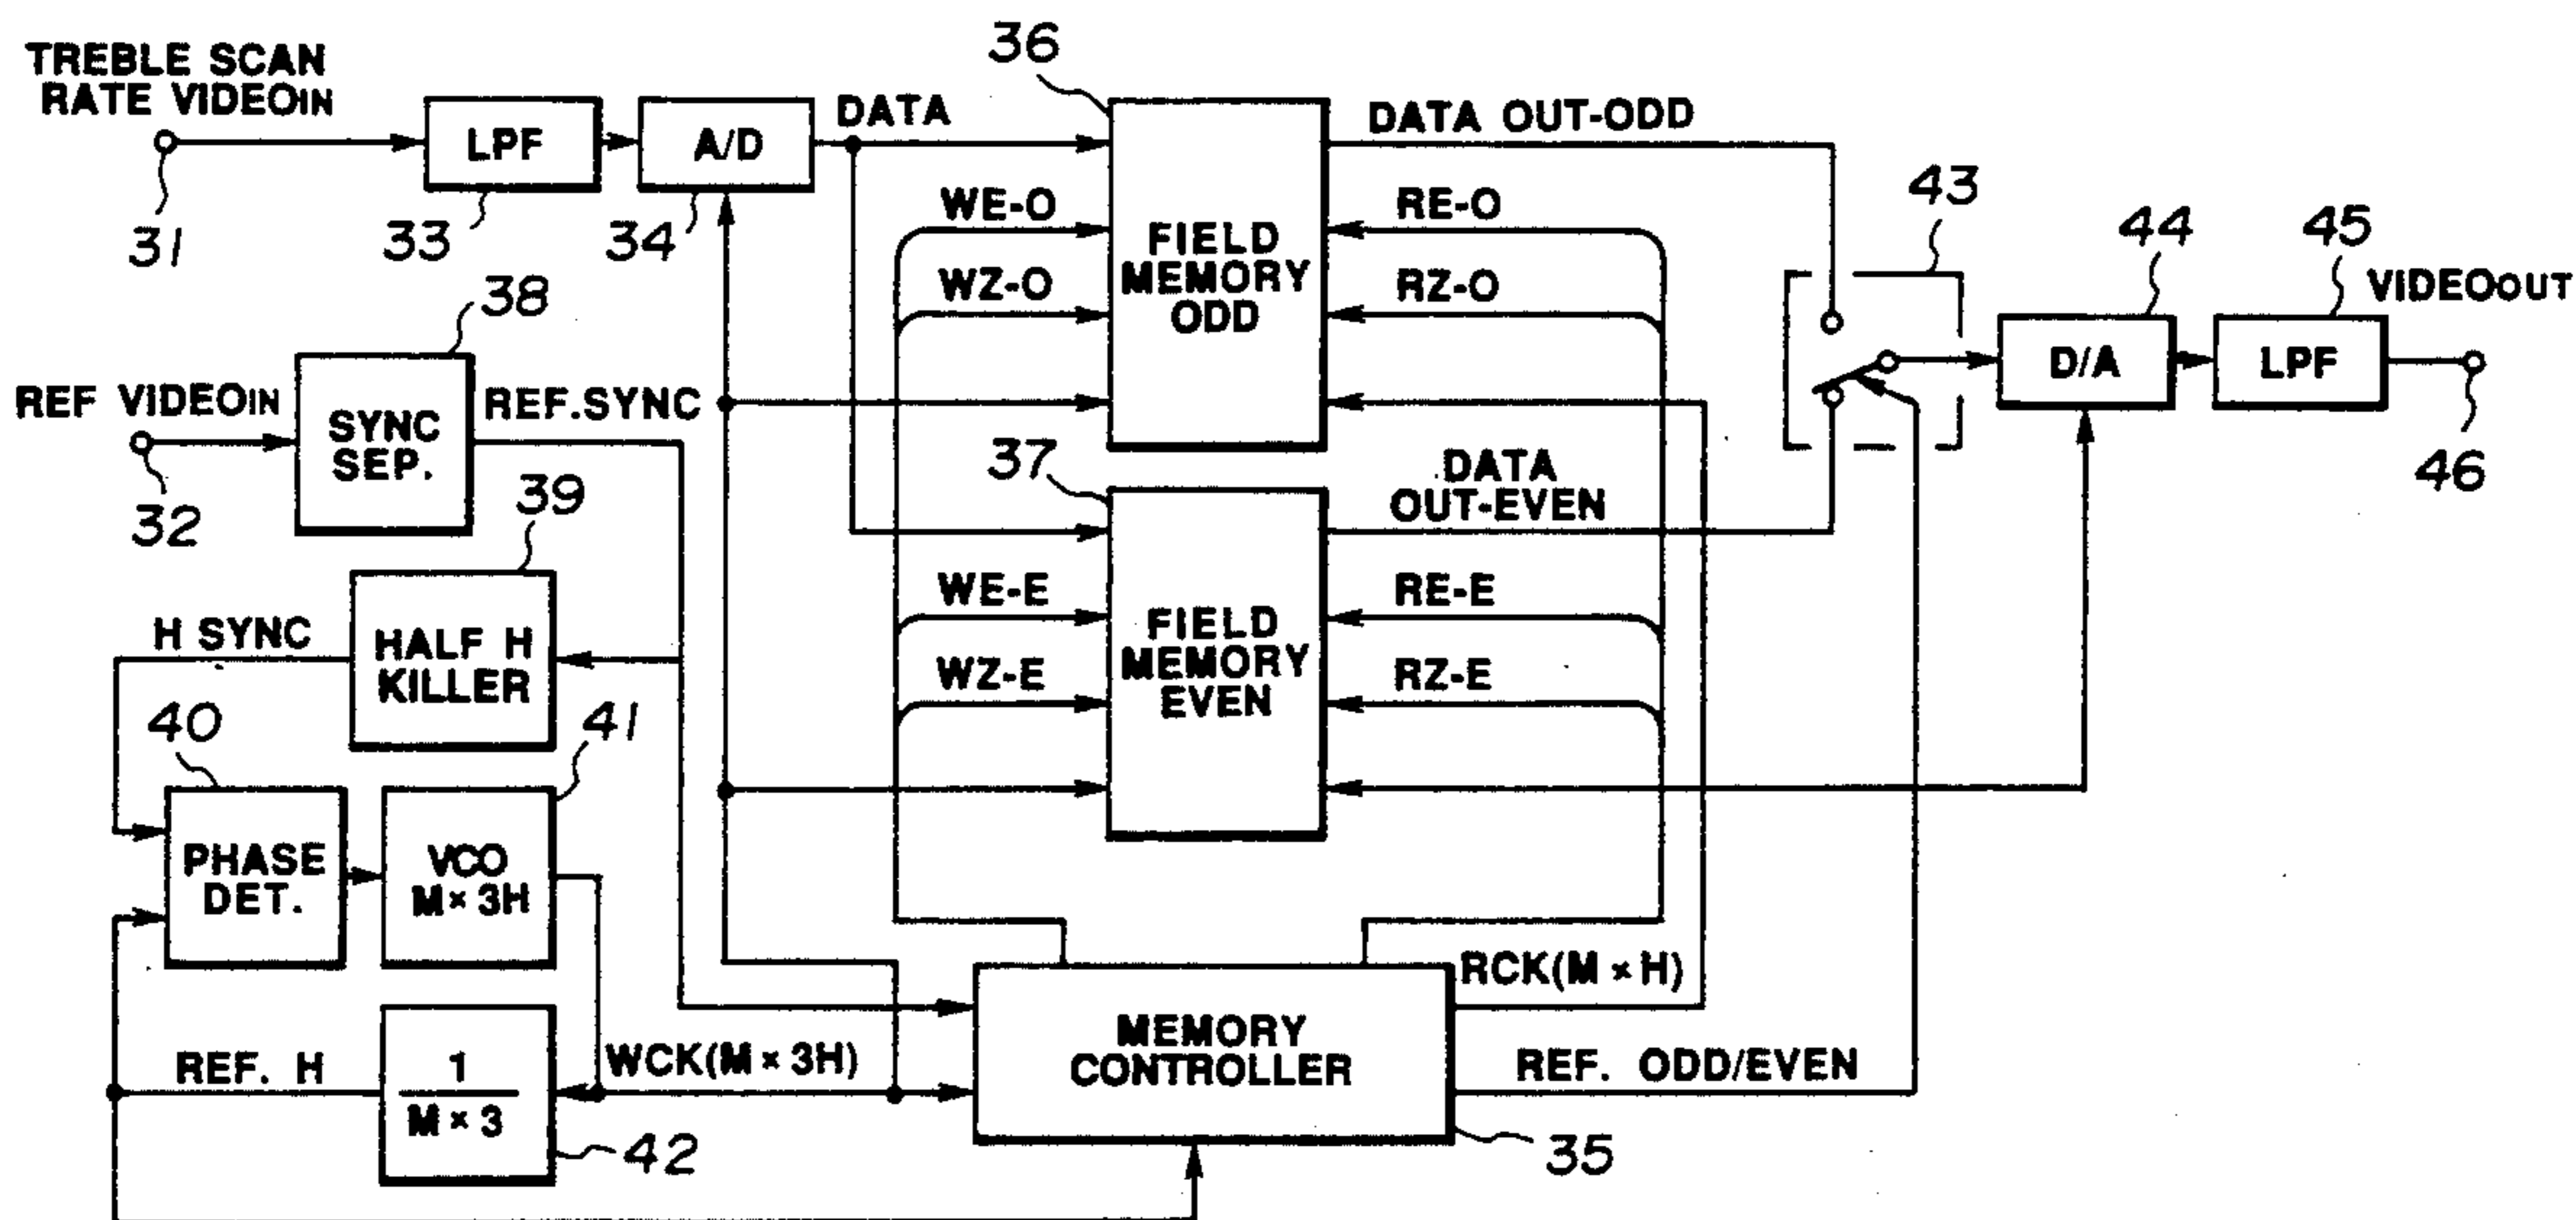 TREBLE SCAN
RATE VIDEOIN
31
LPF
33
A/D
34
DATA
36
FIELD
MEMORY
ODD
WE-O
WZ-O
DATA OUT-ODD
RE-O
RZ-O
43
44
D/A
45
LPF
VIDEOOUT
46
REF VIDEOIN
32
38
SYNC
SEP.
REF.SYNC
39
HALF H
KILLER
H SYNC
37
FIELD
MEMORY
EVEN
WE-E
WZ-E
DATA
OUT-EVEN
RE-E
RZ-E
40
PHASE
DET.
41
VCO
M × 3H
REF. H
1
M × 3
42
WCK(M × 3H)
MEMORY
CONTROLLER
35
RCK(M × H)
REF. ODD/EVEN